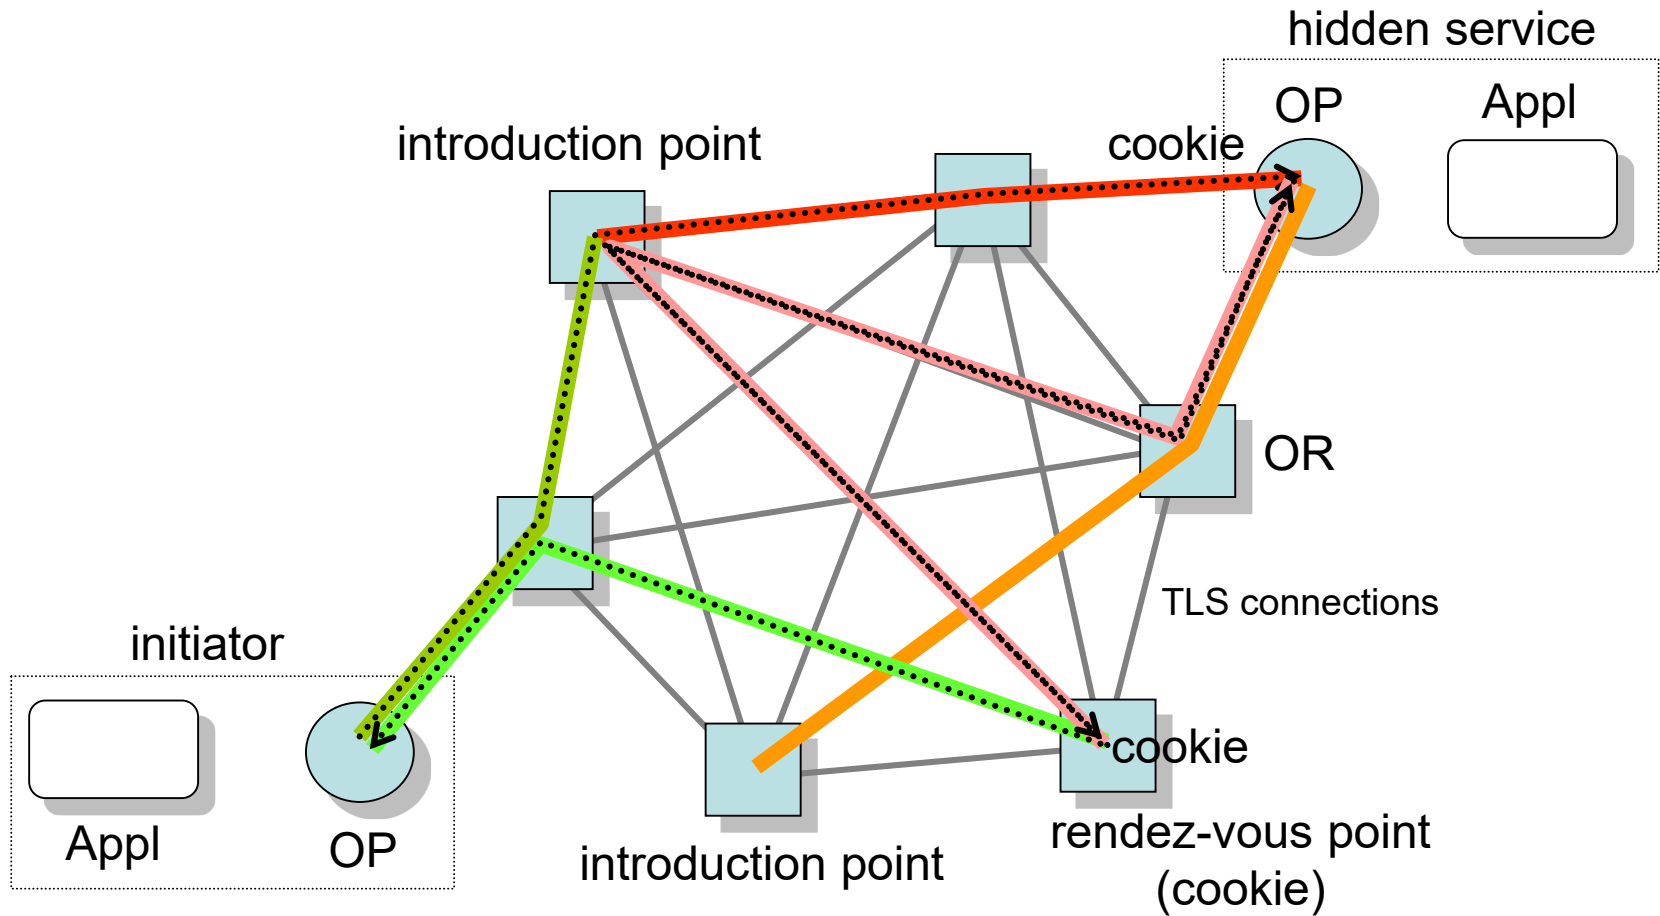 hidden service
OP
Appl
introduction point
cookie
OR
TLS connections
initiator
cookie
Appl
OP
introduction point
rendez-vous point
(cookie)